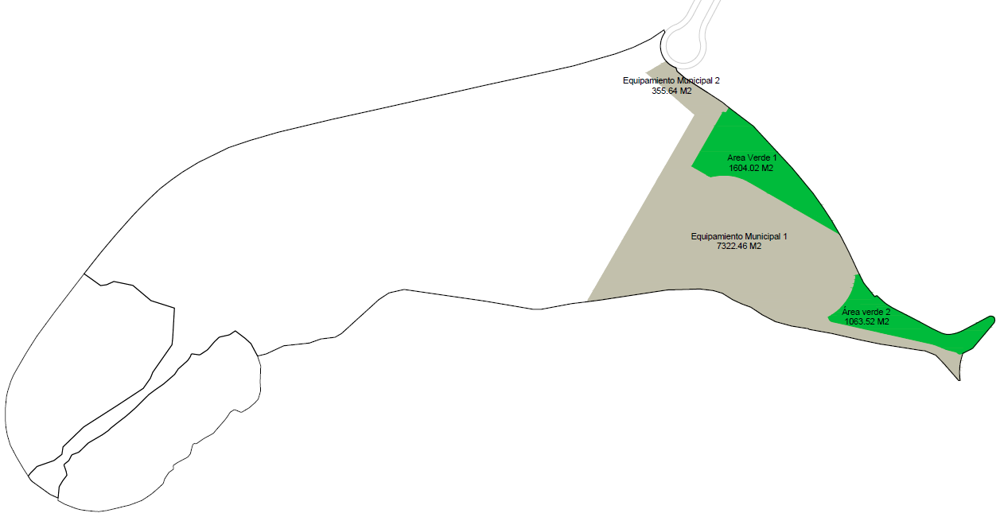 Equipamiento Municipal 2
355.64 M2
Area Verde 1
1604.02 M2
Equipamiento Municipal 1
7322.46 M2
Área verde 2
1063.52 M2